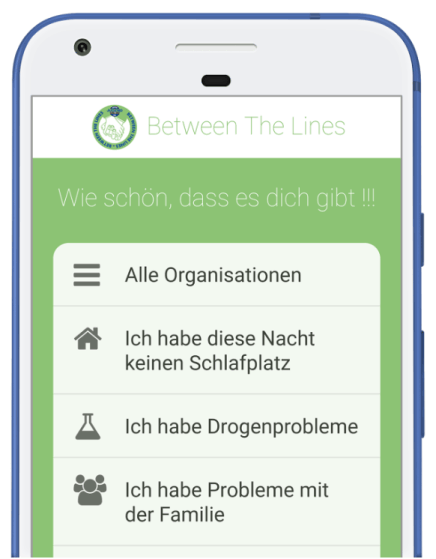 Between The Lines
Wie schön, dass es dich gibt !!!
Alle Organisationen
Ich habe diese Nacht
keinen Schlafplatz
Ich habe Drogenprobleme
Ich habe Probleme mit
der Familie